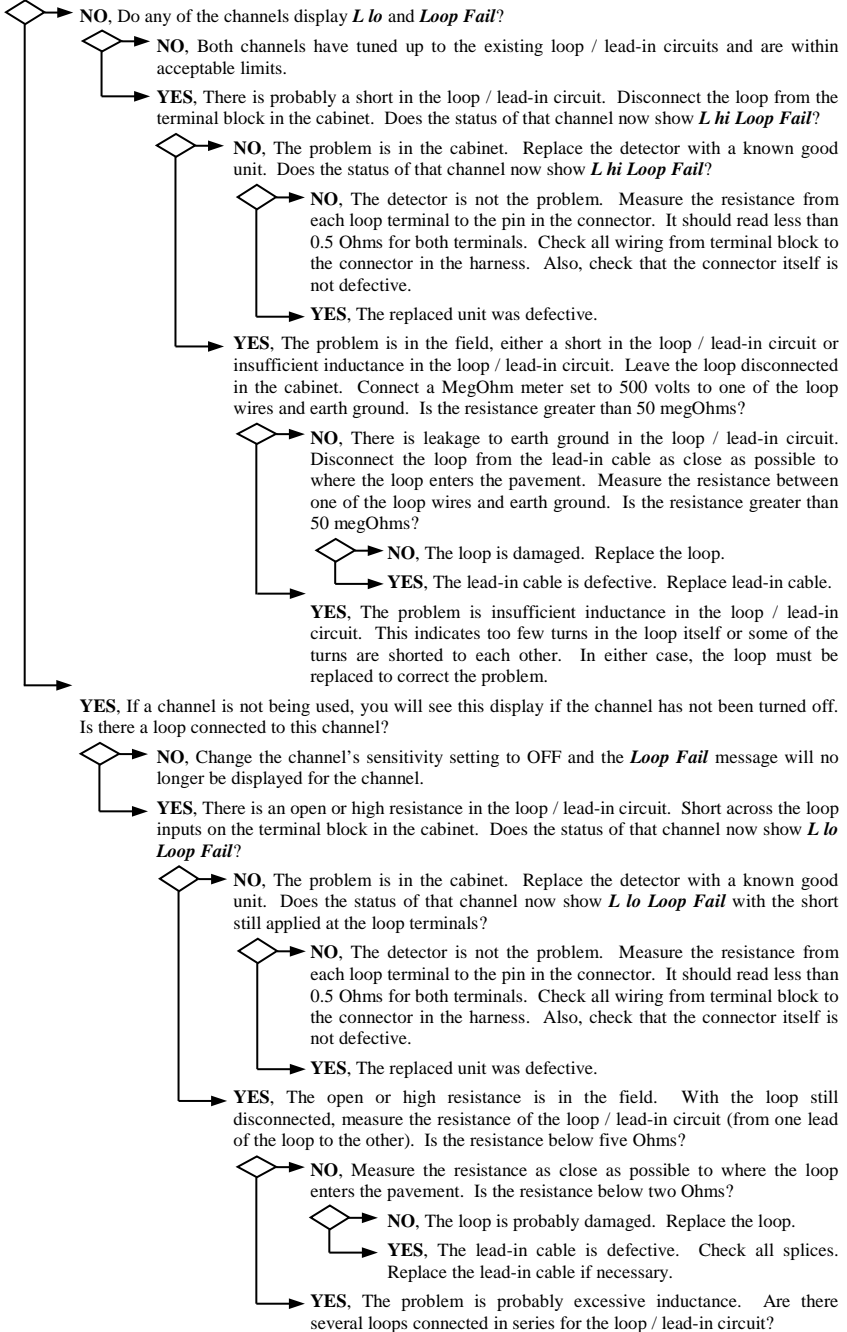 NO, Do any of the channels display L lo and Loop Fail?
NO, Both channels have tuned up to the existing loop / lead-in circuits and are within
acceptable limits.
YES, There is probably a short in the loop / lead-in circuit. Disconnect the loop from the
terminal block in the cabinet. Does the status of that channel now show L hi Loop Fail?
NO, The problem is in the cabinet. Replace the detector with a known good
unit. Does the status of that channel now show L hi Loop Fail?
NO, The detector is not the problem. Measure the resistance from
each loop terminal to the pin in the connector. It should read less than
0.5 Ohms for both terminals. Check all wiring from terminal block to
the connector in the harness. Also, check that the connector itself is
not defective.
YES, The replaced unit was defective.
YES, The problem is in the field, either a short in the loop / lead-in circuit or
insufficient inductance in the loop / lead-in circuit. Leave the loop disconnected
in the cabinet. Connect a MegOhm meter set to 500 volts to one of the loop
wires and earth ground. Is the resistance greater than 50 megOhms?
NO, There is leakage to earth ground in the loop / lead-in circuit.
Disconnect the loop from the lead-in cable as close as possible to
where the loop enters the pavement. Measure the resistance between
one of the loop wires and earth ground. Is the resistance greater than
50 megOhms?
NO, The loop is damaged. Replace the loop.
YES, The lead-in cable is defective. Replace lead-in cable.
YES, The problem is insufficient inductance in the loop / lead-in
circuit. This indicates too few turns in the loop itself or some of the
turns are shorted to each other. In either case, the loop must be
replaced to correct the problem.
YES, If a channel is not being used, you will see this display if the channel has not been turned off.
Is there a loop connected to this channel?
NO, Change the channel's sensitivity setting to OFF and the Loop Fail message will no
longer be displayed for the channel.
YES, There is an open or high resistance in the loop / lead-in circuit. Short across the loop
inputs on the terminal block in the cabinet. Does the status of that channel now show L lo
Loop Fail?
NO, The problem is in the cabinet. Replace the detector with a known good
unit. Does the status of that channel now show L lo Loop Fail with the short
still applied at the loop terminals?
NO, The detector is not the problem. Measure the resistance from
each loop terminal to the pin in the connector. It should read less than
0.5 Ohms for both terminals. Check all wiring from terminal block to
the connector in the harness. Also, check that the connector itself is
not defective.
YES, The replaced unit was defective.
YES, The open or high resistance is in the field. With the loop still
disconnected, measure the resistance of the loop / lead-in circuit (from one lead
of the loop to the other). Is the resistance below five Ohms?
NO, Measure the resistance as close as possible to where the loop
enters the pavement. Is the resistance below two Ohms?
NO, The loop is probably damaged. Replace the loop.
YES, The lead-in cable is defective. Check all splices.
Replace the lead-in cable if necessary.
YES, The problem is probably excessive inductance. Are there
several loops connected in series for the loop / lead-in circuit?